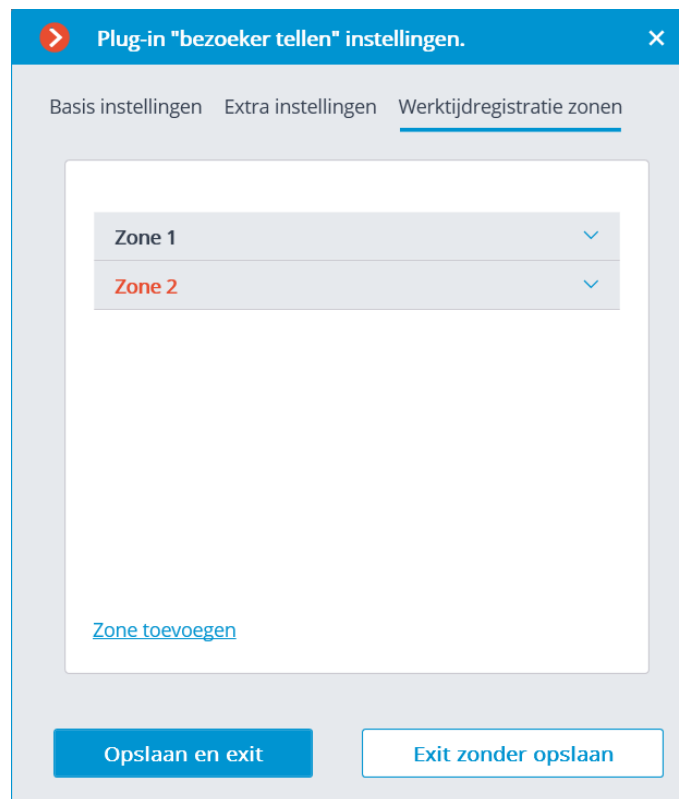 Plug-in "bezoeker tellen" instellingen.
Basis instellingen Extra instellingen Werktijdregistratie zonen
Zone 1
Zone 2
Zone toevoegen
Opslaan en exit Exit zonder opslaan